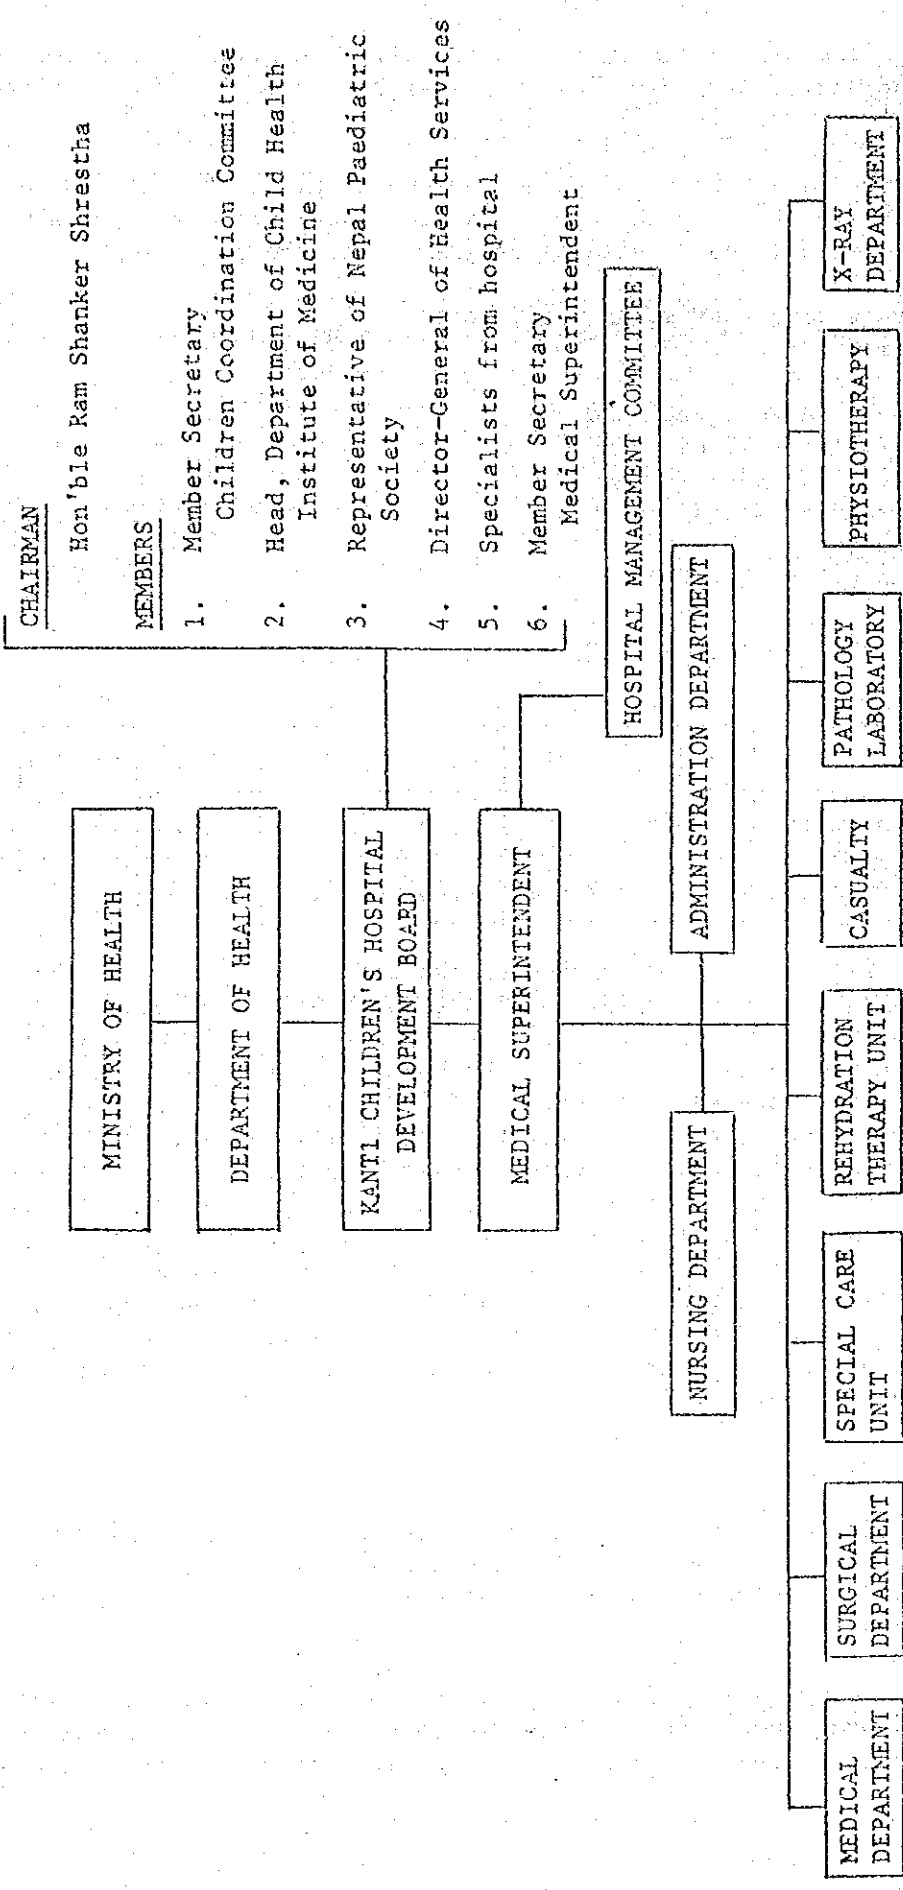 CHAIRMAN
Hon'ble Ram Shanker Shrestha
MEMBERS
1. Member Secretary
Children Coordination Committee
2. Head, Department of Child Health
Institute of Medicine
3. Representative of Nepal Paediatric
Society
4. Director-General of Health Services
5. Specialists from hospital
6. Member Secretary
Medical Superintendent
MINISTRY OF HEALTH
DEPARTMENT OF HEALTH
KANTI CHILDREN'S HOSPITAL
DEVELOPMENT BOARD
MEDICAL SUPERINTENDENT
HOSPITAL MANAGEMENT COMMITTEE
NURSING DEPARTMENT
ADMINISTRATION DEPARTMENT
MEDICAL
DEPARTMENT
SURGICAL
DEPARTMENT
SPECIAL CARE
UNIT
REHYDRATION
THERAPY UNIT
CASUALTY
PATHOLOGY
LABORATORY
PHYSIOTHERAPY
X-RAY
DEPARTMENT